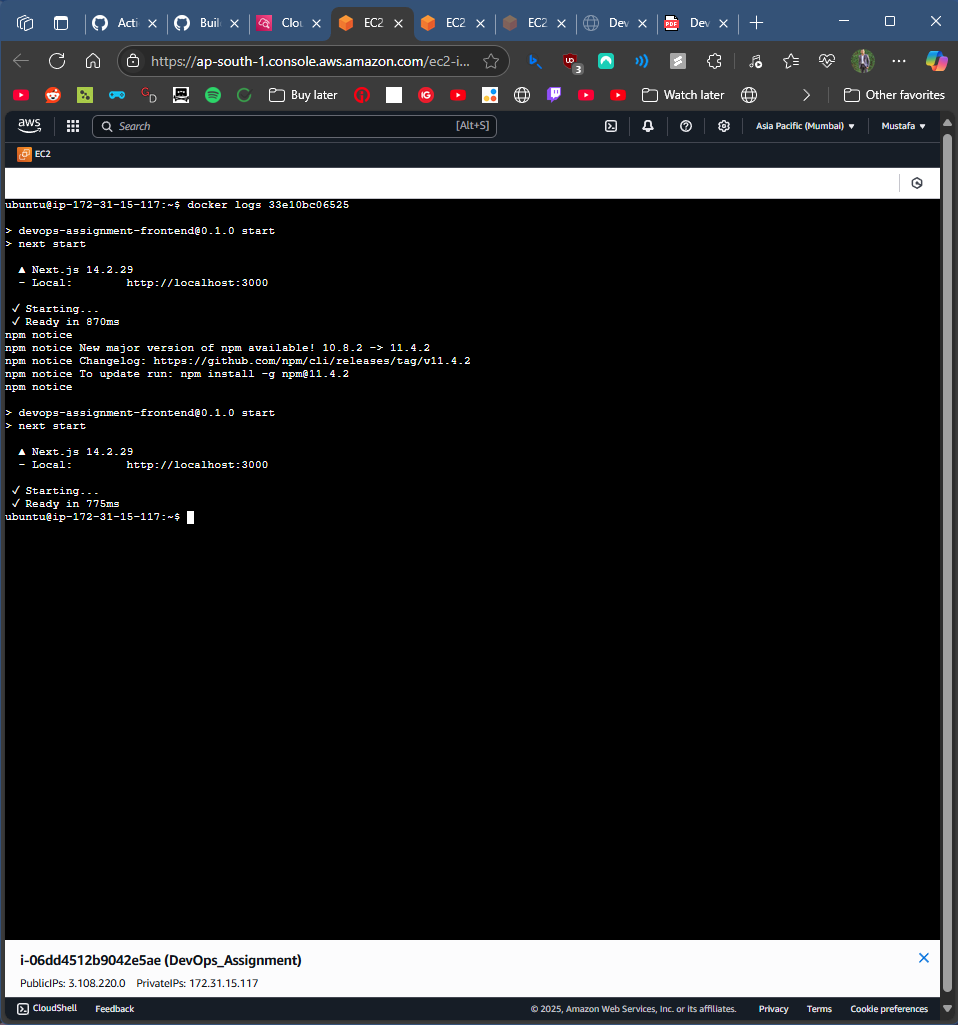 Acti
Buil
Clou
EC2
EC2
EC2
Dev
PDF
Dev
https://ap-south-1.console.aws.amazon.com/ec2-i...
UD
3
Buy later
IG
Watch later
Other favorites
aws
Search
[Alt+S]
Asia Pacific (Mumbai)
Mustafa
EC2
ubuntu@ip-172-31-15-117:~$ docker logs 33e10bc06525
> devops-assignment-frontend@0.1.0 start
> next start
▲ Next.js 14.2.29
- Local: http://localhost:3000
✓ Starting...
✓ Ready in 870ms
npm notice
npm notice New major version of npm available! 10.8.2 -> 11.4.2
npm notice Changelog: https://github.com/npm/cli/releases/tag/v11.4.2
npm notice To update run: npm install -g npm@11.4.2
npm notice
> devops-assignment-frontend@0.1.0 start
> next start
▲ Next.js 14.2.29
- Local: http://localhost:3000
✓ Starting...
✓ Ready in 775ms
ubuntu@ip-172-31-15-117:~$
i-06dd4512b9042e5ae (DevOps_Assignment)
PublicIPs: 3.108.220.0 PrivateIPs: 172.31.15.117
CloudShell Feedback © 2025, Amazon Web Services, Inc. or its affiliates. Privacy Terms Cookie preferences